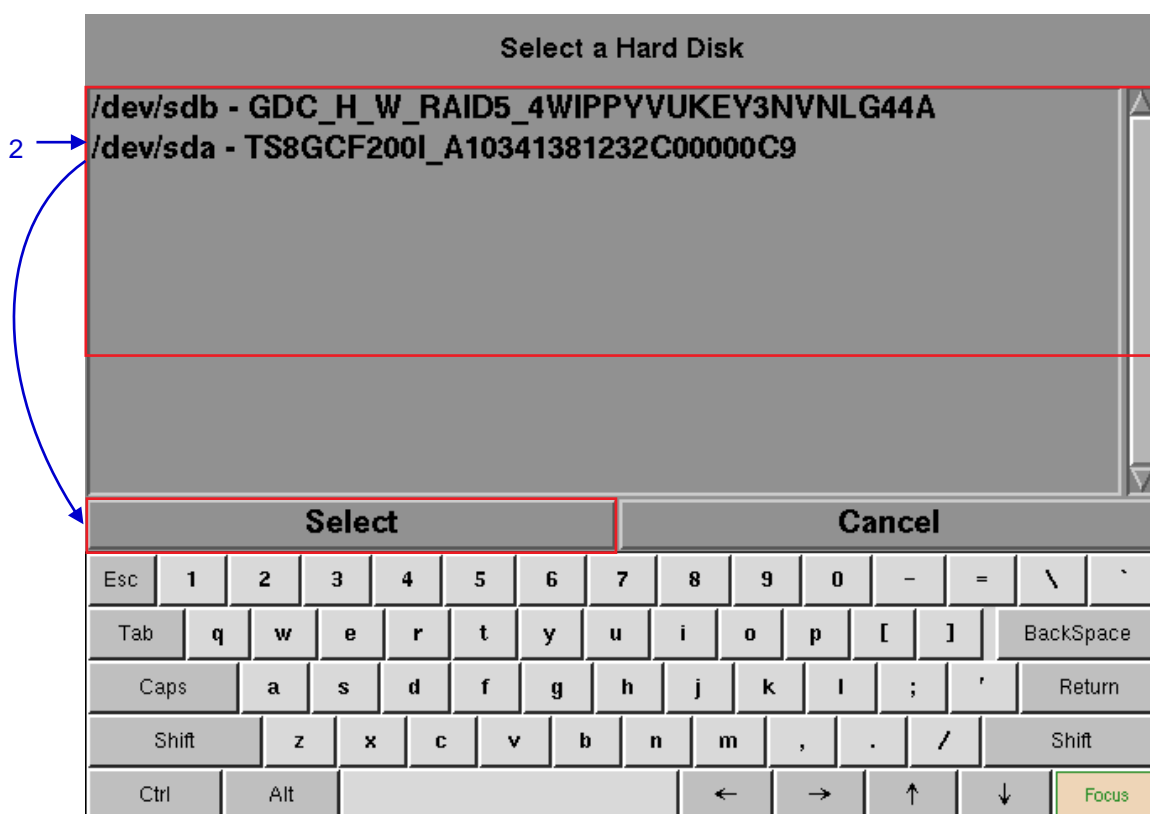 Select a Hard Disk
/dev/sdb - GDC_H_W_RAID5_4WIPPYVUKEY3NVNLG44A
2
/dev/sda - TS8GCF200I_A10341381232C00000C9
Select Cancel
Esc 1 2 3 4 5 6 7 8 9 0 - = \ `
Tab q w e r t y u i o p [ ] BackSpace
Caps a s d f g h j k l ; ' Return
Shift z x c v b n m , . / Shift
Ctrl Alt ← → ↑ ↓ Focus